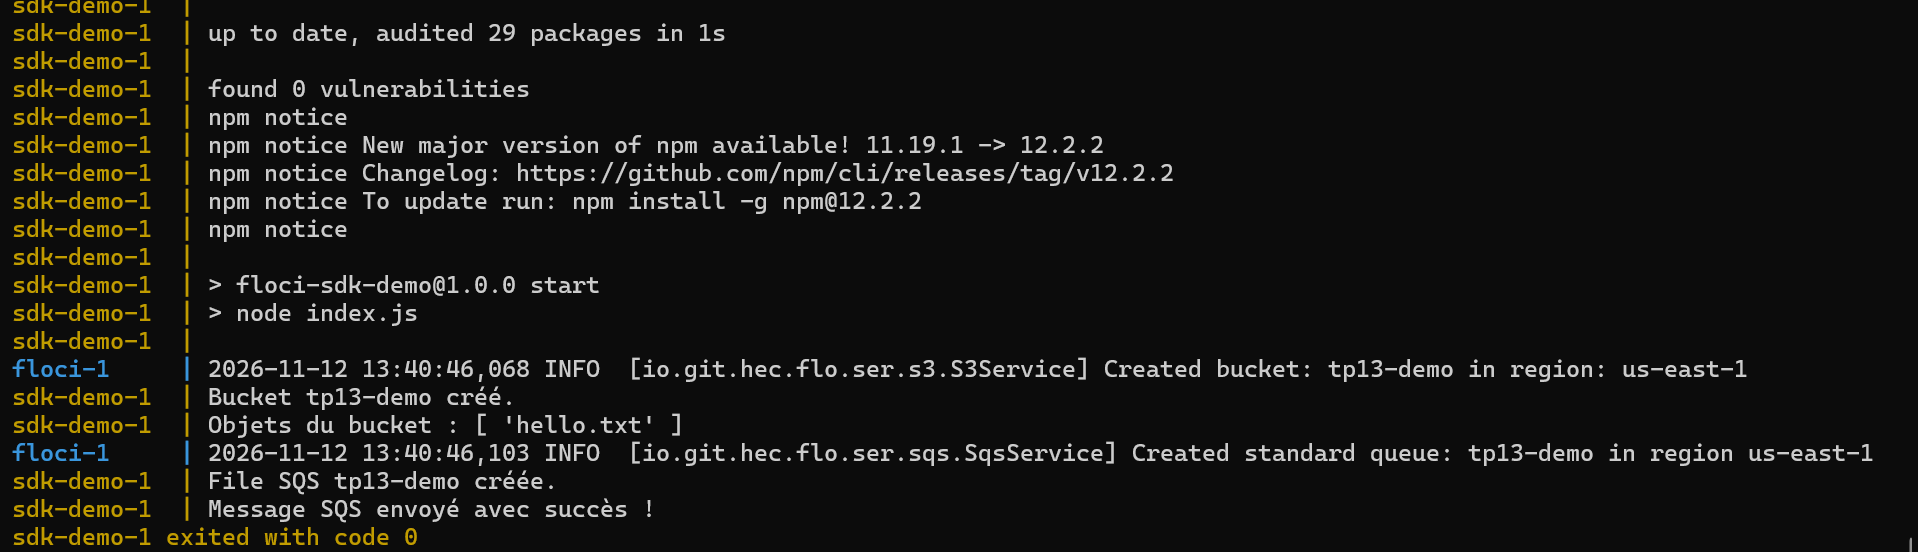 sdk-demo-1  |
sdk-demo-1  | up to date, audited 29 packages in 1s
sdk-demo-1  |
sdk-demo-1  | found 0 vulnerabilities
sdk-demo-1  | npm notice
sdk-demo-1  | npm notice New major version of npm available! 11.19.1 -> 12.2.2
sdk-demo-1  | npm notice Changelog: https://github.com/npm/cli/releases/tag/v12.2.2
sdk-demo-1  | npm notice To update run: npm install -g npm@12.2.2
sdk-demo-1  | npm notice
sdk-demo-1  |
sdk-demo-1  | > floci-sdk-demo@1.0.0 start
sdk-demo-1  | > node index.js
sdk-demo-1  |
floci-1     | 2026-11-12 13:40:46,068 INFO  [io.git.hec.flo.ser.s3.S3Service] Created bucket: tp13-demo in region: us-east-1
sdk-demo-1  | Bucket tp13-demo créé.
sdk-demo-1  | Objets du bucket : [ 'hello.txt' ]
floci-1     | 2026-11-12 13:40:46,103 INFO  [io.git.hec.flo.ser.sqs.SqsService] Created standard queue: tp13-demo in region us-east-1
sdk-demo-1  | File SQS tp13-demo créée.
sdk-demo-1  | Message SQS envoyé avec succès !
sdk-demo-1 exited with code 0